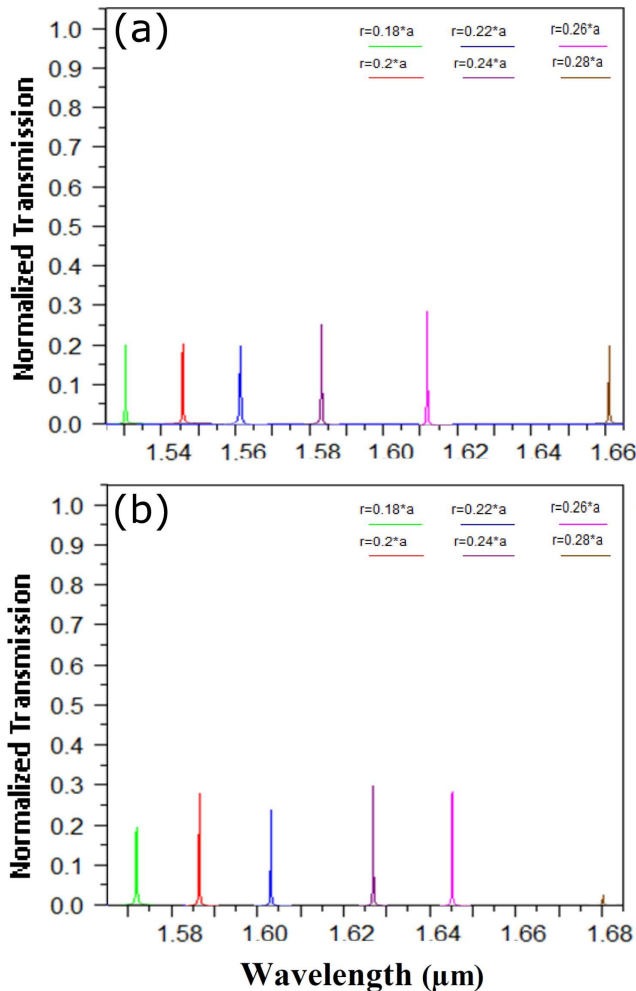 (a)
r=0.18*a r=0.22*a r=0.26*a
r=0.2*a r=0.24*a r=0.28*a
Normalized Transmission
1.0
0.9
0.8
0.7
0.6
0.5
0.4
0.3
0.2
0.1
0.0
1.54 1.56 1.58 1.60 1.62 1.64 1.66
(b)
r=0.18*a r=0.22*a r=0.26*a
r=0.2*a r=0.24*a r=0.28*a
Normalized Transmission
1.0
0.9
0.8
0.7
0.6
0.5
0.4
0.3
0.2
0.1
0.0
1.58 1.60 1.62 1.64 1.66 1.68
Wavelength (µm)